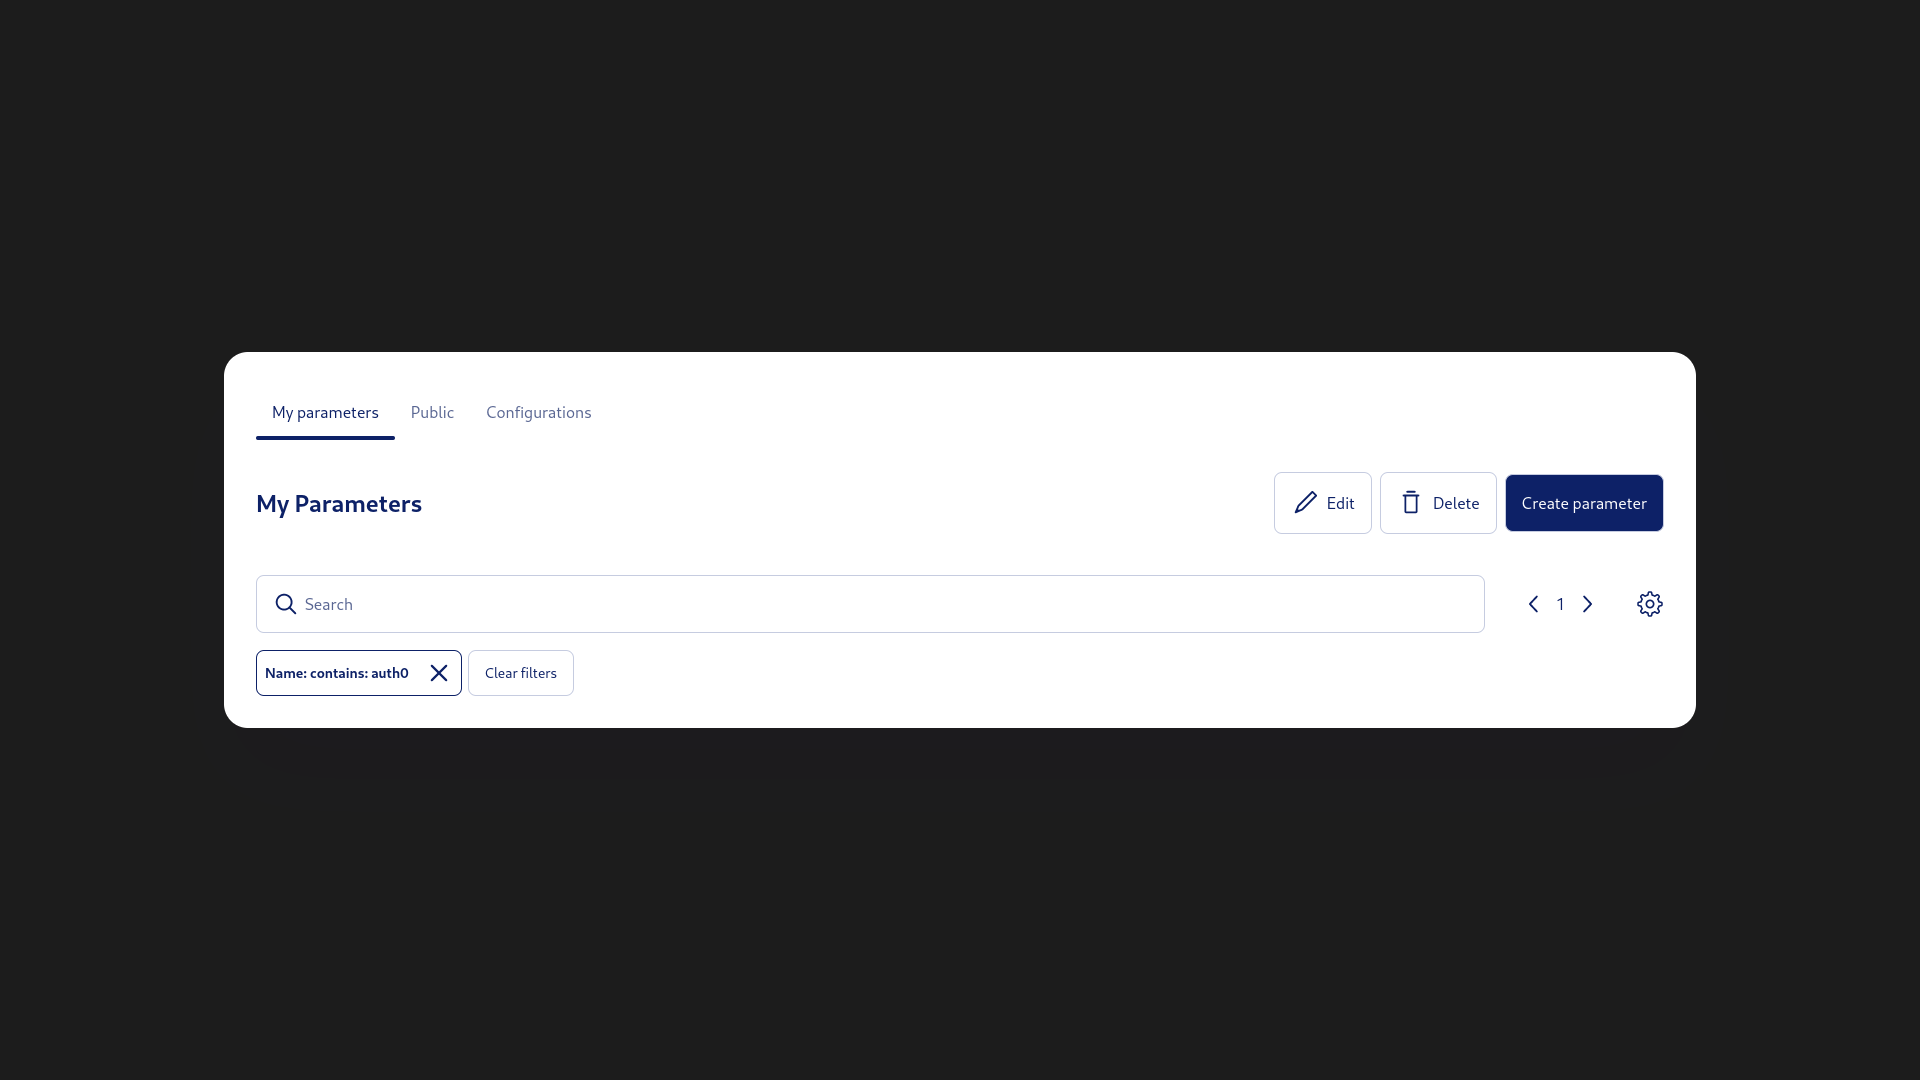 My parameters Public Configurations
My Parameters Edit Delete Create parameter
Search 1
Name: contains: auth0 Clear filters